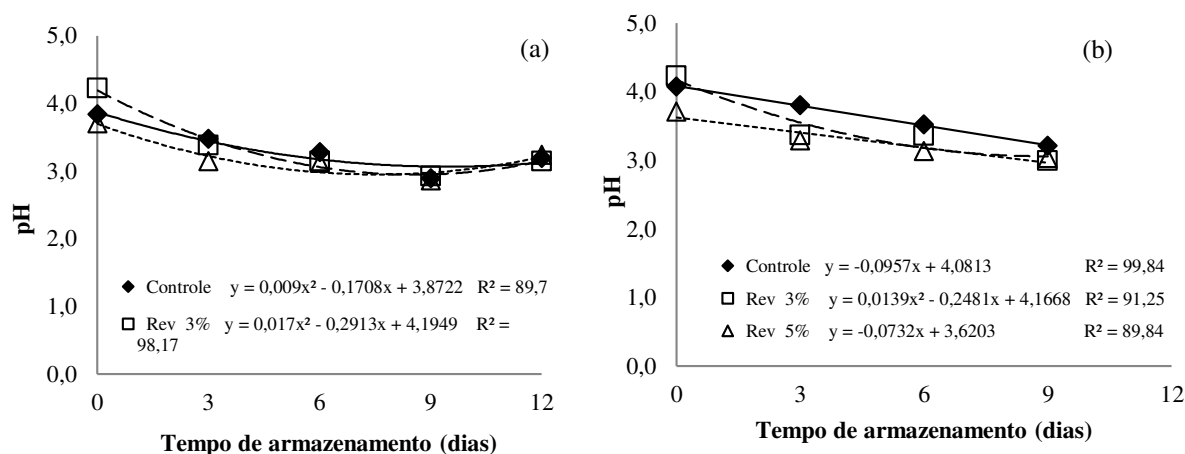 (a)
5,0
4,0
3,0
2,0
1,0
0,0
pH
Controle y = 0,009x² - 0,1708x + 3,8722 R² = 89,7
Rev 3% y = 0,017x² - 0,2913x + 4,1949 R² =
98,17
0 3 6 9 12
Tempo de armazenamento (dias)
(b)
5,0
4,0
3,0
2,0
1,0
0,0
pH
Controle y = -0,0957x + 4,0813 R² = 99,84
Rev 3% y = 0,0139x² - 0,2481x + 4,1668 R² = 91,25
Rev 5% y = -0,0732x + 3,6203 R² = 89,84
0 3 6 9 12
Tempo de armazenamento (dias)